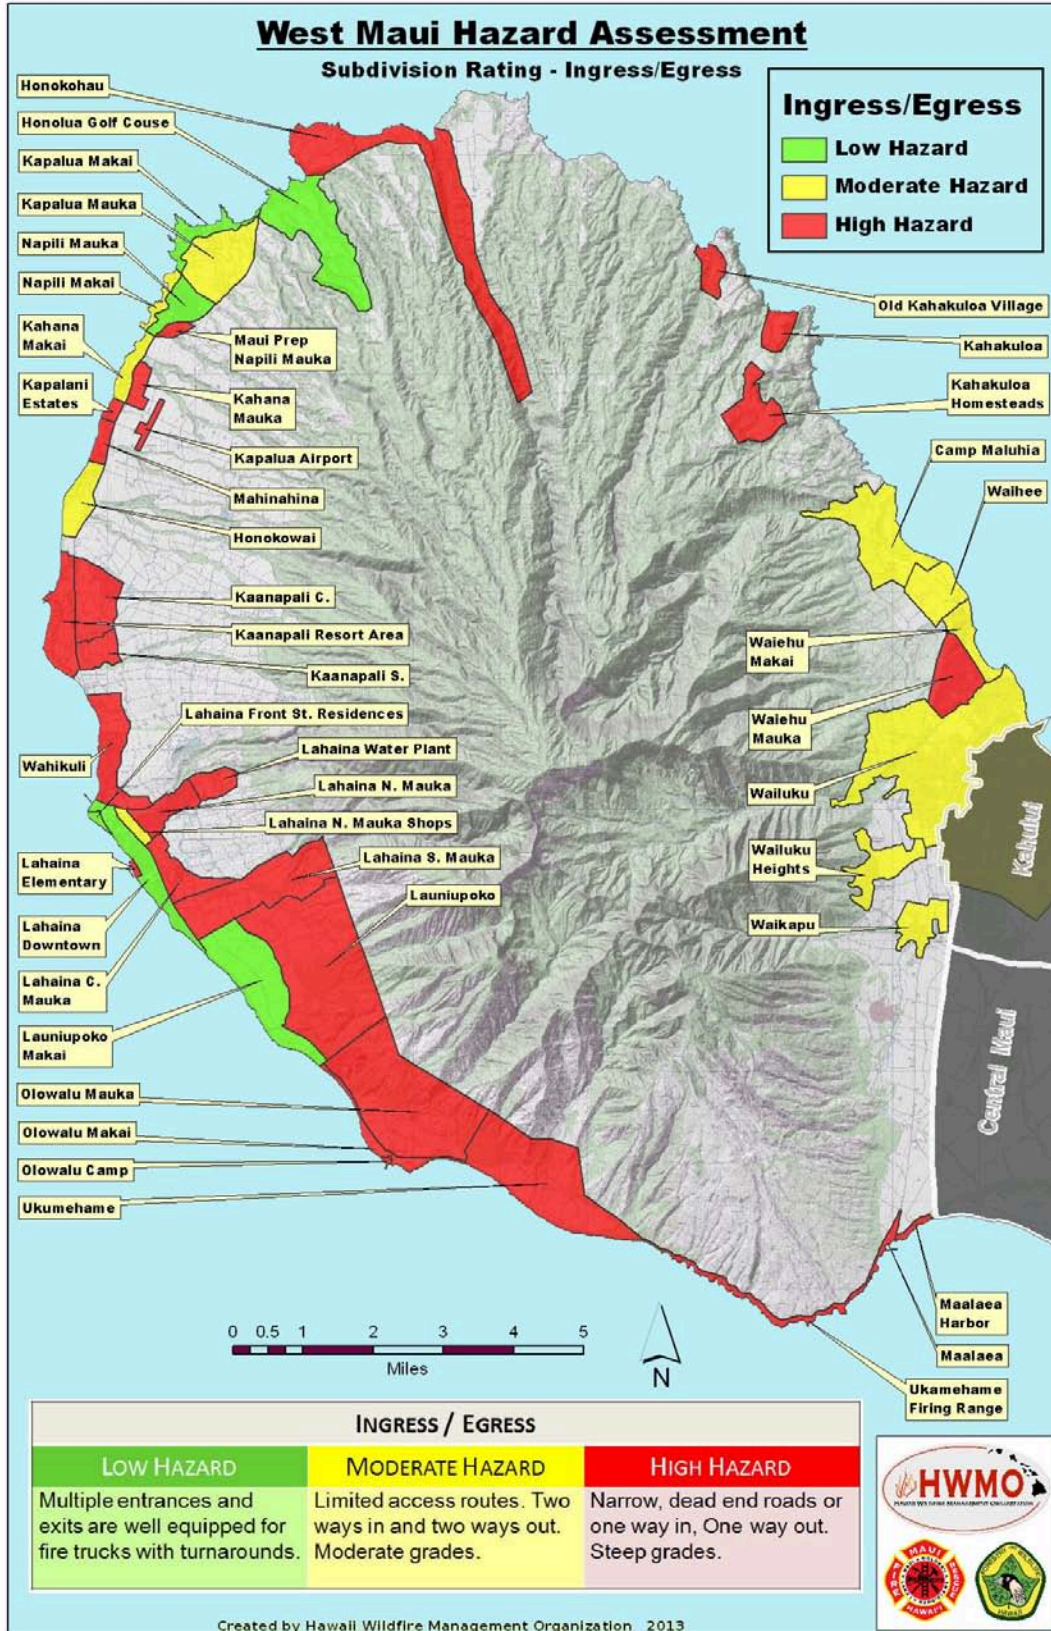 West Maui Hazard Assessment
Subdivision Rating - Ingress/Egress
Ingress/Egress
Low Hazard
Moderate Hazard
High Hazard
Honokohau
Honolua Golf Couse
Kapalua Makai
Kapalua Mauka
Napili Mauka
Napili Makai
Kahana
Makai
Kapalani
Estates
Maui Prep
Napili Mauka
Kahana
Mauka
Kapalua Airport
Mahinahina
Honokowai
Kaanapali C.
Kaanapali Resort Area
Kaanapali S.
Lahaina Front St. Residences
Wahikuli
Lahaina Water Plant
Lahaina N. Mauka
Lahaina N. Mauka Shops
Lahaina
Elementary
Lahaina S. Mauka
Launiupoko
Lahaina
Downtown
Lahaina C.
Mauka
Launiupoko
Makai
Olowalu Mauka
Olowalu Makai
Olowalu Camp
Ukumehame
Old Kahakuloa Village
Kahakuloa
Kahakuloa
Homesteads
Camp Maluhia
Waihee
Waiehu
Makai
Waiehu
Mauka
Wailuku
Wailuku
Heights
Waikapu
Kahului
Central Maui
Maalaea
Harbor
Maalaea
Ukamehame
Firing Range
0 0.5 1 2 3 4 5
Miles
N
INGRESS / EGRESS
LOW HAZARD
Multiple entrances and
exits are well equipped for
fire trucks with turnarounds.
MODERATE HAZARD
Limited access routes. Two
ways in and two ways out.
Moderate grades.
HIGH HAZARD
Narrow, dead end roads or
one way in, One way out.
Steep grades.
HWMO
HAWAII WILDFIRE MANAGEMENT ORGANIZATION
MAUI
FIRE
RESCUE
HAWAI'I
Created by Hawaii Wildfire Management Organization 2013